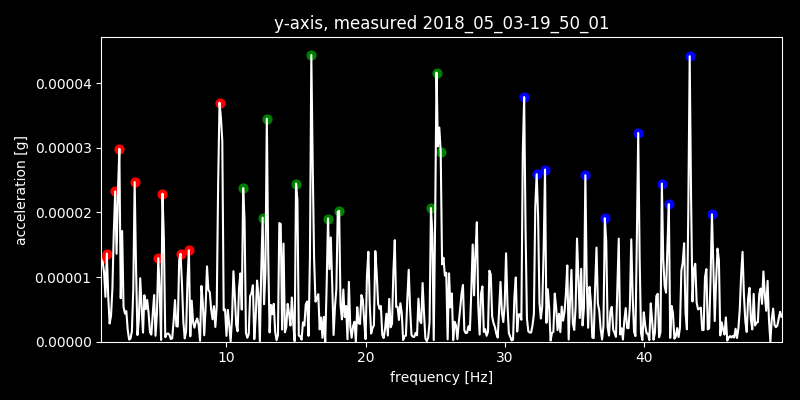 y-axis, measured 2018_05_03-19_50_01
acceleration [g]
0.00004
0.00003
0.00002
0.00001
0.00000
10 20 30 40
frequency [Hz]